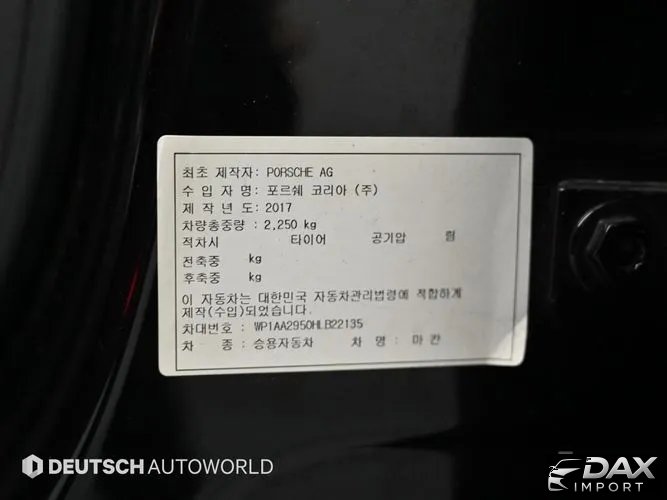 최초 제작자: PORSCHE AG
수 입 자 명: 포르쉐 코리아 (주)
제 작 년 도: 2017
차량총중량 : 2,250 kg
적차시 타이어 공기압 렴
전축중 kg
후축중 kg
이 자동차는 대한민국 자동차관리법령에 적합하게
제작(수입)되었습니다.
차대번호 : WP1AA2950HLB22135
차 종 : 승용자동차 차 명 : 마 칸
DEUTSCH AUTOWORLD
DAX
IMPORT